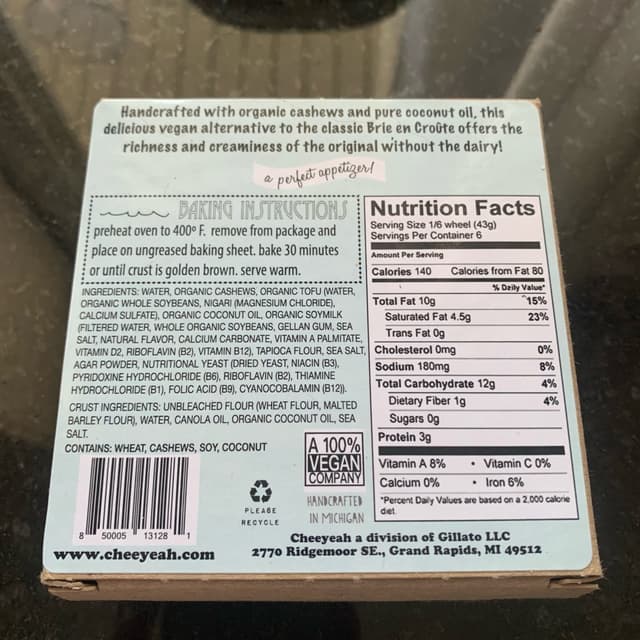 Handcrafted with organic cashews and pure coconut oil, this
delicious vegan alternative to the classic Brie en Croûte offers the
richness and creaminess of the original without the dairy!
a perfect appetizer!
BAKING INSTRUCTIONS
preheat oven to 400º F. remove from package and
place on ungreased baking sheet. bake 30 minutes
or until crust is golden brown. serve warm.
INGREDIENTS: WATER, ORGANIC CASHEWS, ORGANIC TOFU (WATER,
ORGANIC WHOLE SOYBEANS, NIGARI (MAGNESIUM CHLORIDE),
CALCIUM SULFATE), ORGANIC COCONUT OIL, ORGANIC SOYMILK
(FILTERED WATER, WHOLE ORGANIC SOYBEANS, GELLAN GUM, SEA
SALT, NATURAL FLAVOR, CALCIUM CARBONATE, VITAMIN A PALMITATE,
VITAMIN D2, RIBOFLAVIN (B2), VITAMIN B12), TAPIOCA FLOUR, SEA SALT,
AGAR POWDER, NUTRITIONAL YEAST (DRIED YEAST, NIACIN (B3),
PYRIDOXINE HYDROCHLORIDE (B6), RIBOFLAVIN (B2), THIAMINE
HYDROCHLORIDE (B1), FOLIC ACID (B9), CYANOCOBALAMIN (B12)).
CRUST INGREDIENTS: UNBLEACHED FLOUR (WHEAT FLOUR, MALTED
BARLEY FLOUR), WATER, CANOLA OIL, ORGANIC COCONUT OIL, SEA
SALT.
CONTAINS: WHEAT, CASHEWS, SOY, COCONUT
8 50005 13128 1
www.cheeyeah.com
PLEASE
RECYCLE
A 100%
VEGAN
COMPANY
HANDCRAFTED
IN MICHIGAN
Nutrition Facts
Serving Size 1/6 wheel (43g)
Servings Per Container 6
Amount Per Serving
Calories 140 Calories from Fat 80
% Daily Value*
Total Fat 10g 15%
Saturated Fat 4.5g 23%
Trans Fat 0g
Cholesterol 0mg 0%
Sodium 180mg 8%
Total Carbohydrate 12g 4%
Dietary Fiber 1g 4%
Sugars 0g
Protein 3g
Vitamin A 8% • Vitamin C 0%
Calcium 0% • Iron 6%
*Percent Daily Values are based on a 2,000 calorie
diet.
Cheeyeah a division of Gillato LLC
2770 Ridgemoor SE., Grand Rapids, MI 49512